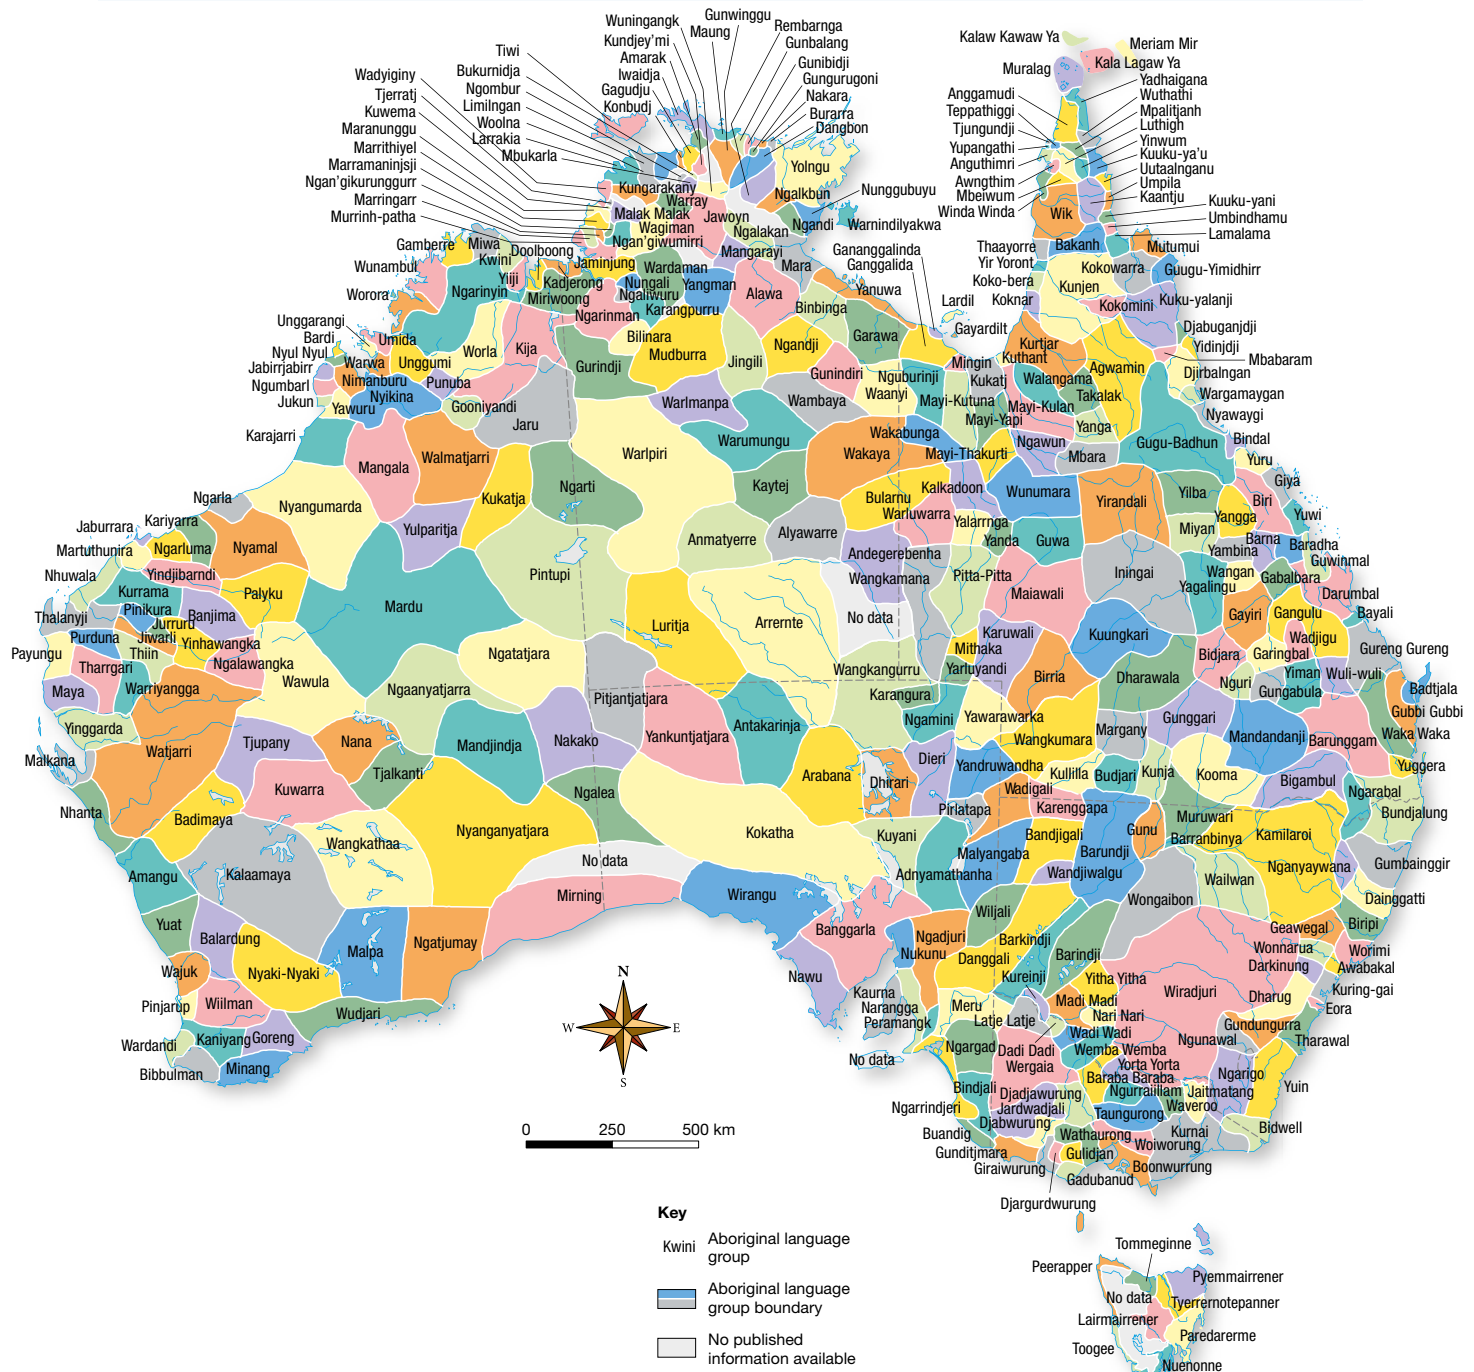 Gunwinggu
Wuningangk
Maung
Rembarnga
Kundjey'mi
Gunbalang
Tiwi
Amarak
Gunibidji
Iwaidja
Gungurugoni
Wadyiginy
Bukurnidja
Gagudju
Nakara
Tjerratj
Ngombur
Konbudj
Burarra
Kuwema
Limilngan
Dangbon
Maranunggu
Woolna
Marrithiyel
Larrakia
Marramaninjsji
Mbukarla
Ngan'gikurunggurr
Marringarr
Murrinh-patha
Kalaw Kawaw Ya
Meriam Mir
Muralag
Kala Lagaw Ya
Yadhaigana
Anggamudi
Wuthathi
Teppathiggi
Mpalitjanh
Tjungundji
Luthigh
Yupangathi
Yinwum
Anguthimri
Kuuku-ya'u
Awngthim
Uutaalnganu
Mbeiwum
Umpila
Winda Winda
Kaantju
Wik
Kuuku-yani
Umbindhamu
Lamalama
Thaayorre
Bakanh
Mutumui
Yir Yoront
Kokowarra
Guugu-Yimidhirr
Koko-bera
Kunjen
Koknar
Kokomini
Kuku-yalanji
Yolngu
Kungarakany
Ngalkbun
Nunggubuyu
Warray
Malak Malak
Jawoyn
Ngandi
Warnindilyakwa
Wagiman
Ngalakan
Ngan'giwumirri
Mangarayi
Gananggalinda
Ganggalida
Gamberre
Miwa
Doolboong
Kwini
Jaminjung
Wardaman
Mara
Wunambul
Yiiji
Kadjerong
Nungali
Yangman
Alawa
Yanuwa
Worora
Ngarinyin
Miriwoong
Ngaliwuru
Karangpurru
Binbinga
Lardil
Ngarinman
Gayardilt
Unggarangi
Bilinara
Garawa
Bardi
Umida
Mudburra
Ngandji
Kurtjar
Djabuganjdji
Nyul Nyul
Warwa
Unggumi
Worla
Kija
Jingili
Mingin
Kuthant
Yidinjdji
Jabirrjabirr
Gurindji
Gunindiri
Nguburinji
Kukatj
Walangama
Agwamin
Mbabaram
Ngumbarl
Nimanburu
Punuba
Waanyi
Djirbalngan
Jukun
Nyikina
Warlmanpa
Wambaya
Mayi-Kutuna
Mayi-Kulan
Takalak
Wargamaygan
Yawuru
Gooniyandi
Mayi-Yapi
Nyawaygi
Karajarri
Jaru
Warumungu
Wakabunga
Yanga
Ngawun
Gugu-Badhun
Bindal
Mangala
Walmatjarri
Warlpiri
Wakaya
Mayi-Thakurti
Mbara
Yuru
Ngarla
Kukatja
Ngarti
Kaytej
Bularnu
Kalkadoon
Wunumara
Yirandali
Yilba
Giya
Nyangumarda
Biri
Jaburrara
Kariyarra
Yulparitja
Warluwarra
Yalarrnga
Yangga
Yuwi
Martuthunira
Ngarluma
Nyamal
Anmatyerre
Alyawarre
Yanda
Guwa
Miyan
Andegerebenha
Barna
Baradha
Nhuwala
Yindjibarndi
Pintupi
Wangkamana
Pitta-Pitta
Iningai
Yambina
Guwinmal
Kurrama
Palyku
Mardu
Maiawali
Yagalingu
Wangan
Gabalbara
Thalanyji
Pinikura
Banjima
No data
Darumbal
Jurruru
Luritja
Arrernte
Gayiri
Gangulu
Bayali
Purduna
Jiwarli
Yinhawangka
Karuwali
Kuungkari
Wadjigu
Payungu
Thiin
Ngalawangka
Ngatatjara
Mithaka
Bidjara
Garingbal
Gureng Gureng
Tharrgari
Wangkangurru
Yarluyandi
Yiman
Wuli-wuli
Maya
Warriyangga
Wawula
Ngaanyatjarra
Pitjantjatjara
Karangura
Birria
Dharawala
Nguri
Gungabula
Badtjala
Yinggarda
Ngamini
Yawarawarka
Gunggari
Gubbi Gubbi
Watjarri
Tjupany
Nana
Mandjindja
Nakako
Yankuntjatjara
Antakarinja
Wangkumara
Margany
Mandandanji
Barunggam
Waka Waka
Malkana
Dieri
Yandruwandha
Kullilla
Budjari
Kunja
Kooma
Yuggera
Tjalkanti
Arabana
Dhirari
Bigambul
Kuwarra
Ngalea
Wadigali
Ngarabal
Nhanta
Pirlatapa
Karenggapa
Bundjalung
Badimaya
Nyanganyatjara
Kokatha
Kuyani
Bandjigali
Gunu
Muruwari
Barranbinya
Kamilaroi
Wangkathaa
Malyangaba
Barundji
No data
Nganyaywana
Gumbainggir
Amangu
Kalaamaya
Adnyamathanha
Wandjiwalgu
Wailwan
Mirning
Wirangu
Wongaibon
Dainggatti
Yuat
Wiljali
Balardung
Malpa
Ngatjumay
Banggarla
Ngadjuri
Barkindji
Geawegal
Biripi
Nukunu
Danggali
Barindji
Wonnarua
Worimi
Wajuk
Nyaki-Nyaki
Nawu
Kureinji
Yitha Yitha
Darkinung
Awabakal
Kaurna
Wiradjuri
Kuring-gai
Pinjarup
Wiilman
Wudjari
Narangga
Meru
Madi Madi
Dharug
Eora
Peramangk
Latje Latje
Nari Nari
Gundungurra
Wardandi
Kaniyang
Goreng
Wadi Wadi
Ngunawal
Tharawal
Ngargad
Dadi Dadi
Wemba Wemba
Bibbulman
Minang
No data
Wergaia
Yorta Yorta
Ngarigo
Bindjali
Baraba Baraba
Yuin
Djadjawurung
Ngurraiillam
Jaitmatang
Ngarrindjeri
Jardwadjali
Taungurong
Waveroo
Djabwurung
Buandig
Wathaurong
Kurnai
Bidwell
Woiworung
Gunditjmara
Gulidjan
Giraiwurung
Boonwurrung
Gadubanud
Djargurdwurung
N
W
E
S
0 250 500 km
Key
Kwini
Aboriginal language
group
Aboriginal language
group boundary
No published
information available
Tommeginne
Peerapper
Pyemmairrener
No data
Tyerrernotepanner
Lairmairrener
Paredarerme
Toogee
Nuenonne